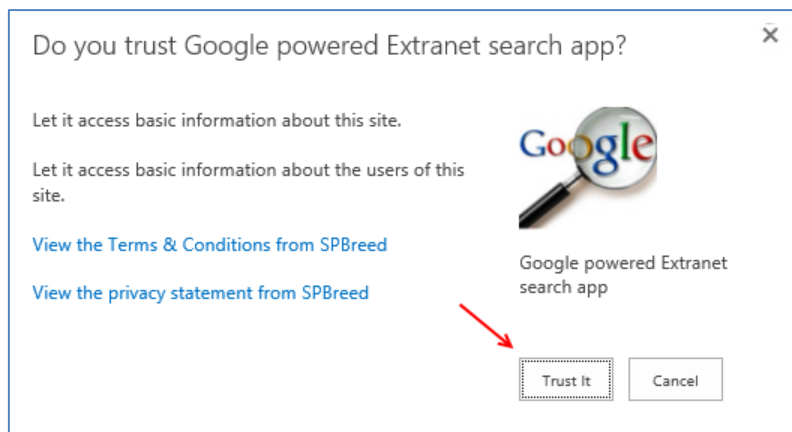 Do you trust Google powered Extranet search app?
Let it access basic information about this site.
Let it access basic information about the users of this
site.
View the Terms & Conditions from SPBreed
View the privacy statement from SPBreed
Google
Google powered Extranet
search app
Trust It
Cancel